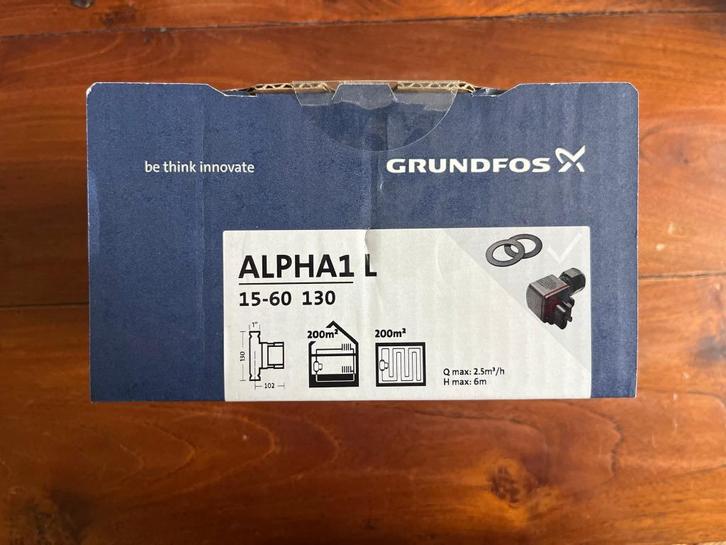 be think innovate
GRUNDFOS
ALPHA1 L
15-60 130
1"
130
102
200m²
200m²
Q max: 2.5m³/h
H max: 6m